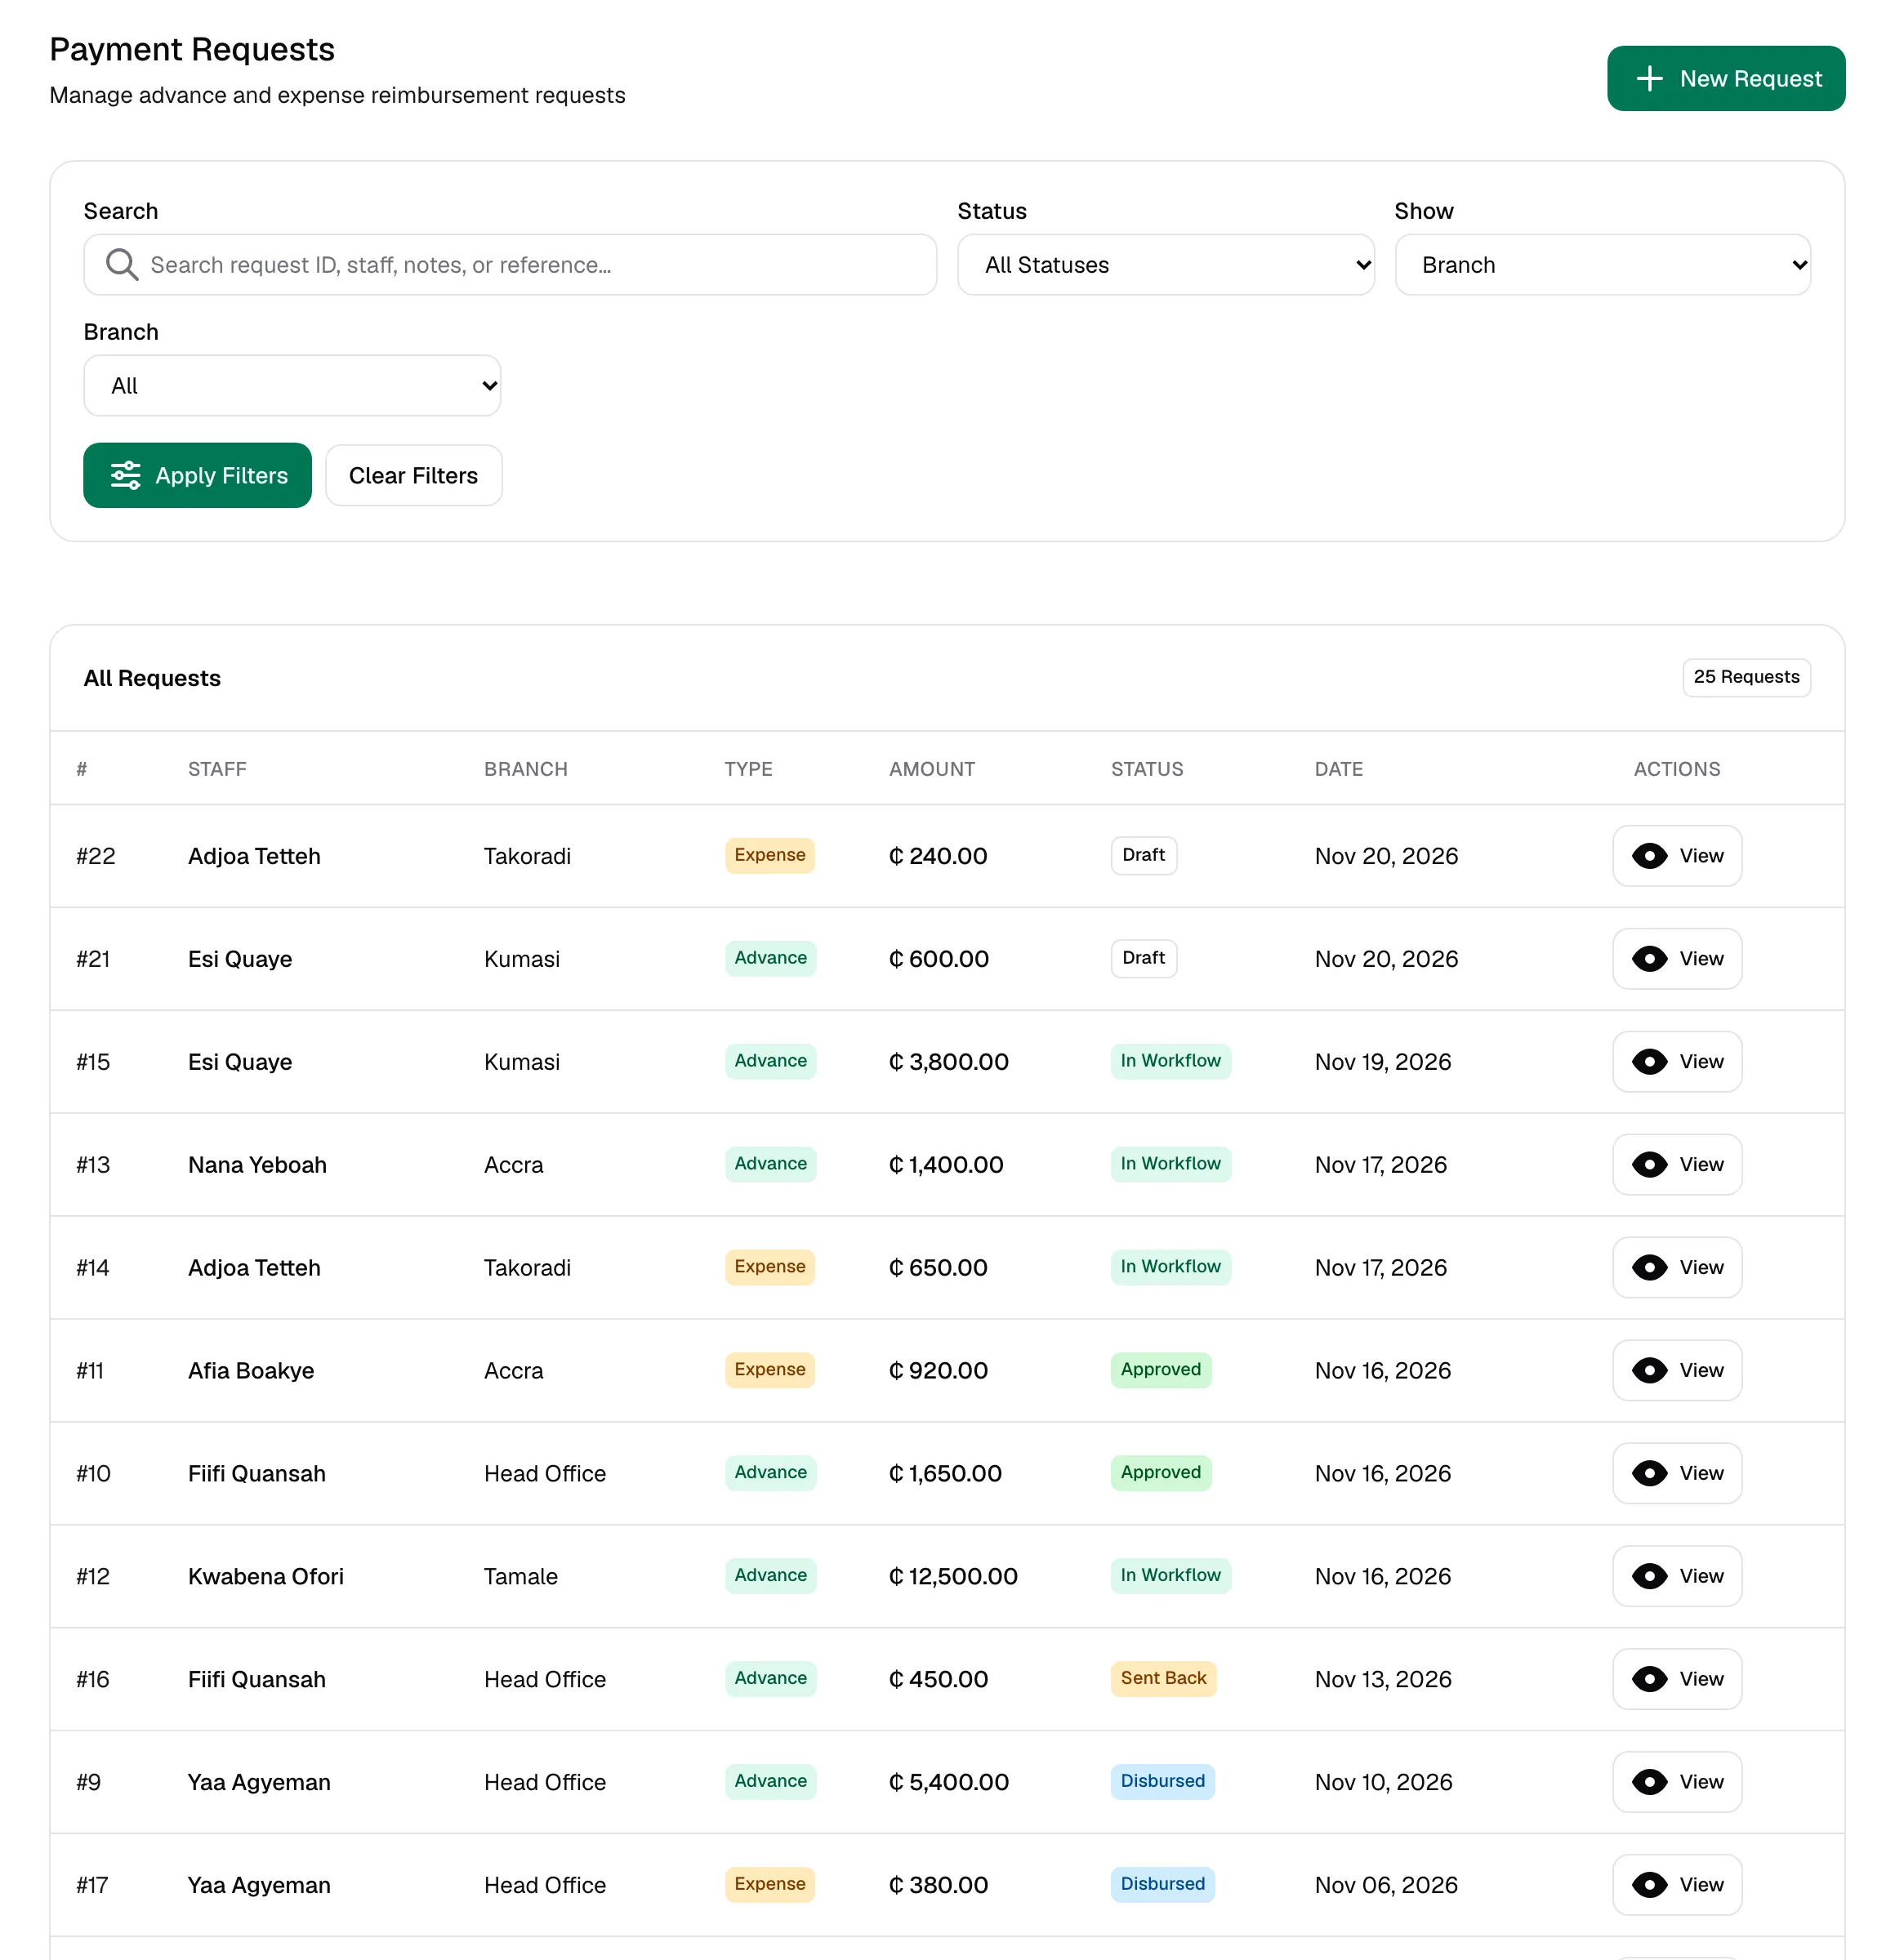 Payment Requests
Manage advance and expense reimbursement requests
New Request
Search Status Show
Search request ID, staff, notes, or reference... All Statuses Branch
Branch
All
Apply Filters Clear Filters
All Requests 25 Requests
# STAFF BRANCH TYPE AMOUNT STATUS DATE ACTIONS
#22 Adjoa Tetteh Takoradi Expense ₵ 240.00 Draft Nov 20, 2026 View
#21 Esi Quaye Kumasi Advance ₵ 600.00 Draft Nov 20, 2026 View
#15 Esi Quaye Kumasi Advance ₵ 3,800.00 In Workflow Nov 19, 2026 View
#13 Nana Yeboah Accra Advance ₵ 1,400.00 In Workflow Nov 17, 2026 View
#14 Adjoa Tetteh Takoradi Expense ₵ 650.00 In Workflow Nov 17, 2026 View
#11 Afia Boakye Accra Expense ₵ 920.00 Approved Nov 16, 2026 View
#10 Fiifi Quansah Head Office Advance ₵ 1,650.00 Approved Nov 16, 2026 View
#12 Kwabena Ofori Tamale Advance ₵ 12,500.00 In Workflow Nov 16, 2026 View
#16 Fiifi Quansah Head Office Advance ₵ 450.00 Sent Back Nov 13, 2026 View
#9 Yaa Agyeman Head Office Advance ₵ 5,400.00 Disbursed Nov 10, 2026 View
#17 Yaa Agyeman Head Office Expense ₵ 380.00 Disbursed Nov 06, 2026 View